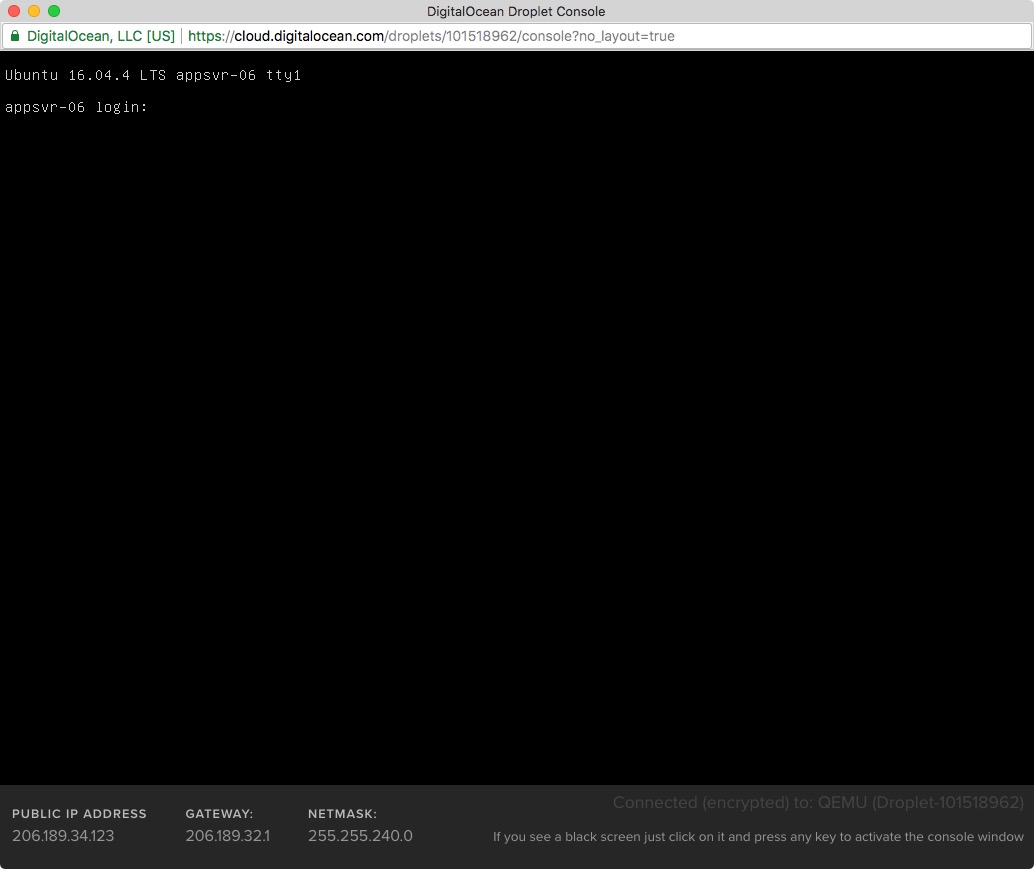 DigitalOcean Droplet Console
DigitalOcean, LLC [US] https://cloud.digitalocean.com/droplets/101518962/console?no_layout=true
Ubuntu 16.04.4 LTS appsvr-06 tty1
appsvr-06 login:
Connected (encrypted) to: QEMU (Droplet-101518962)
PUBLIC IP ADDRESS GATEWAY: NETMASK:
206.189.34.123 206.189.32.1 255.255.240.0
If you see a black screen just click on it and press any key to activate the console window